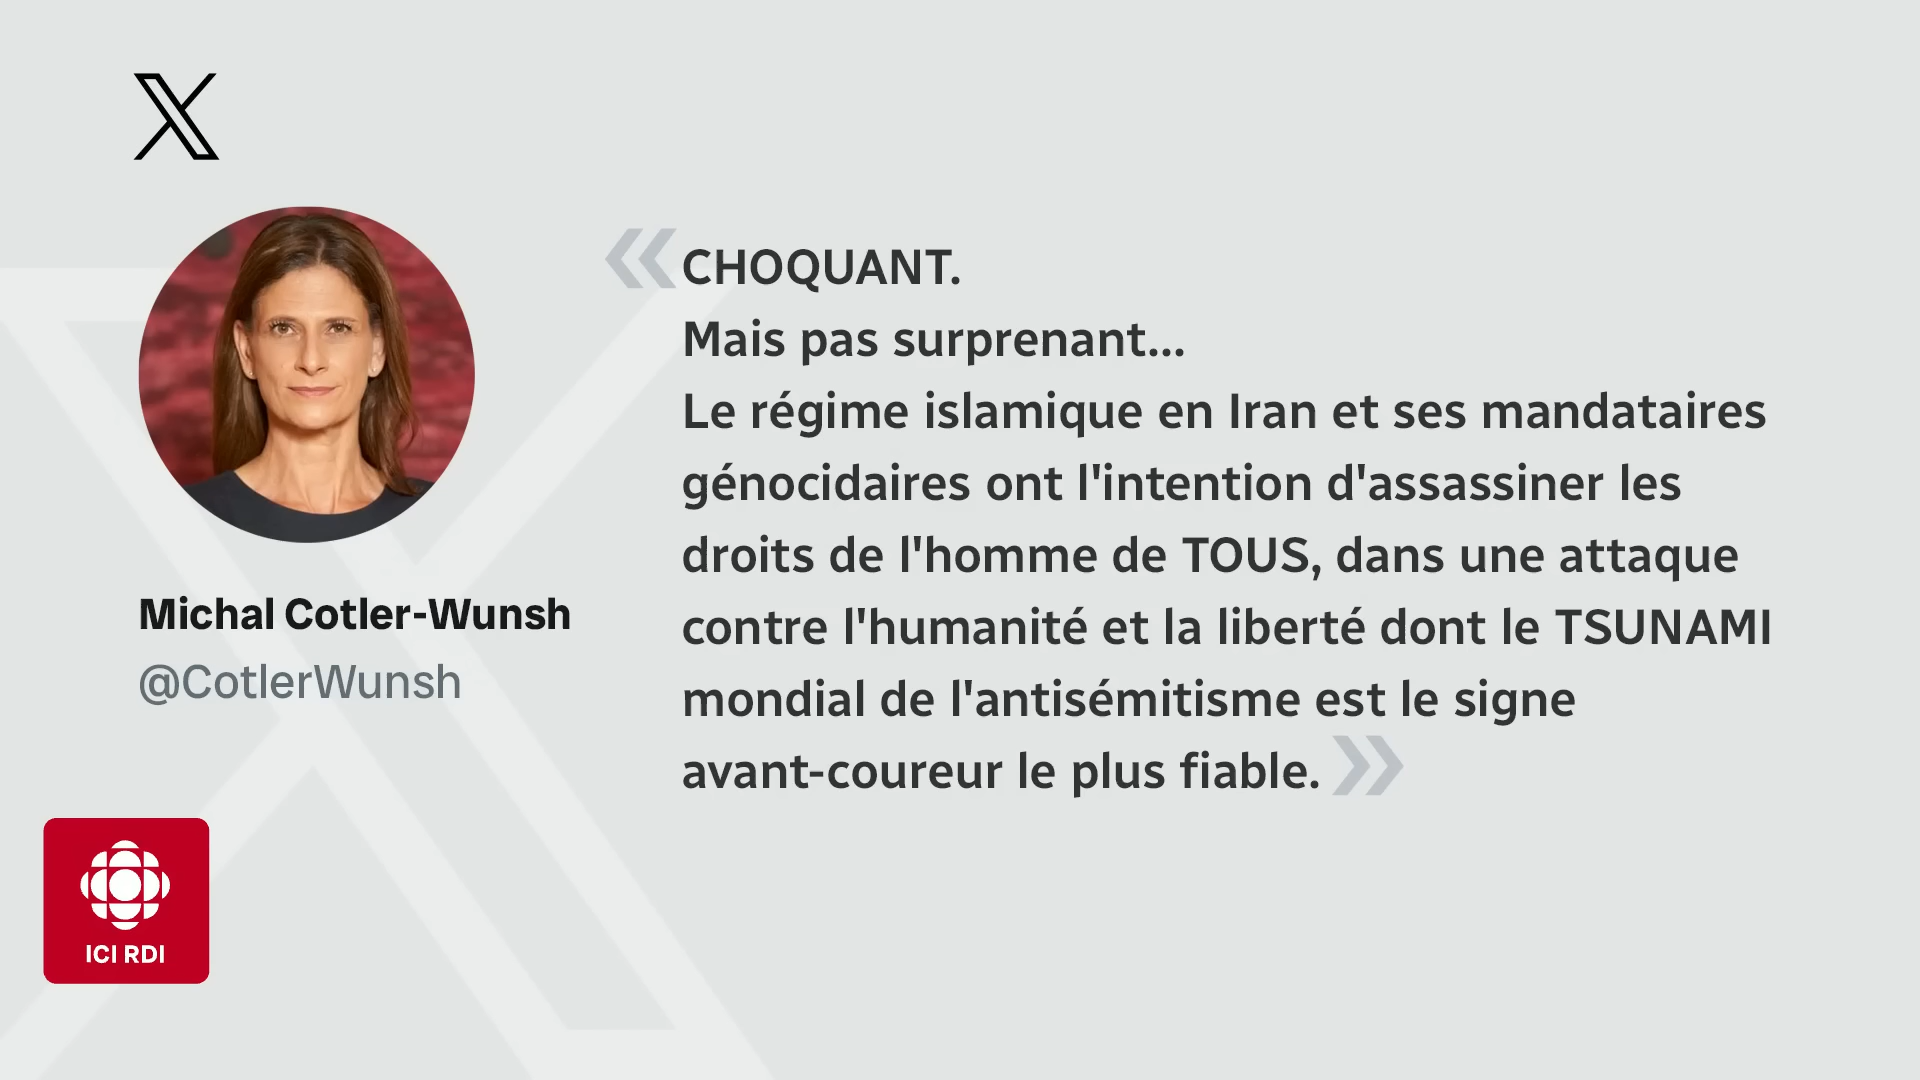 Michal Cotler-Wunsh
@CotlerWunsh
« CHOQUANT.
Mais pas surprenant...
Le régime islamique en Iran et ses mandataires
génocidaires ont l'intention d'assassiner les
droits de l'homme de TOUS, dans une attaque
contre l'humanité et la liberté dont le TSUNAMI
mondial de l'antisémitisme est le signe
avant-coureur le plus fiable. »
ICI RDI